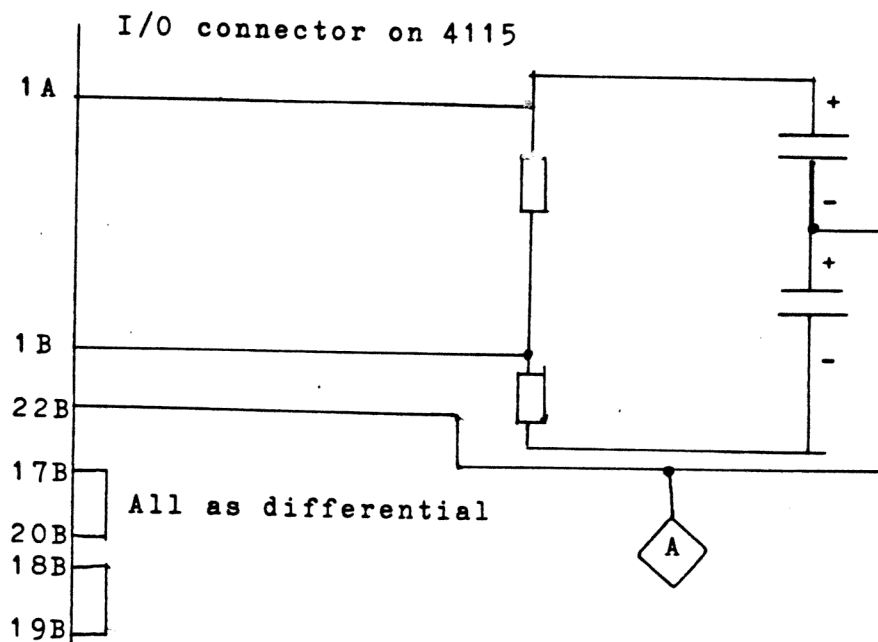 I/O connector on 4115
1A
+
-
+
1B
-
22B
17B
All as differential
20B
A
18B
19B